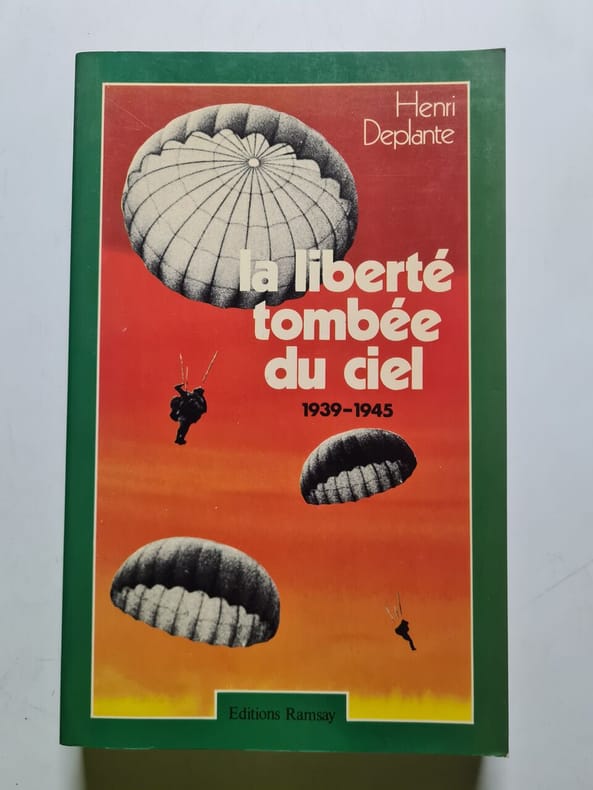 Henri
Deplante
la liberté
tombée
du ciel
1939-1945
Editions Ramsay